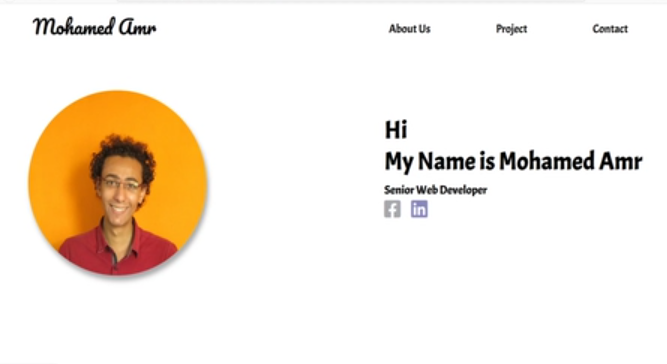 Mohamed Amr
About Us
Project
Contact
Hi
My Name is Mohamed Amr
Senior Web Developer
f in